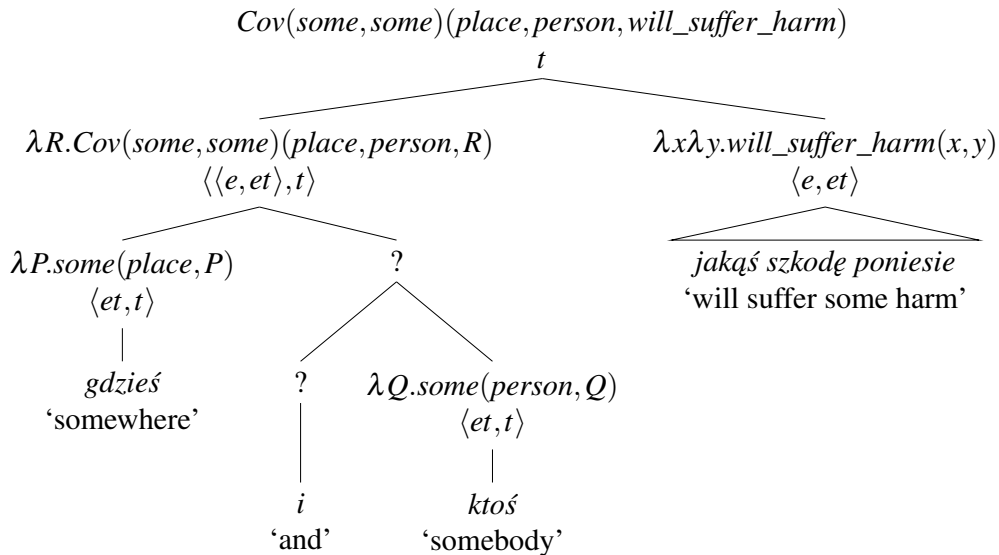 Cov(some, some)(place, person, will_suffer_harm)
t
λR.Cov(some, some)(place, person, R) λxλy.will_suffer_harm(x, y)
⟨⟨e, et⟩, t⟩ ⟨e, et⟩
λP.some(place, P) ? jakąś szkodę poniesie
⟨et, t⟩ ‘will suffer some harm’
gdzieś ? λQ.some(person, Q)
‘somewhere’ ⟨et, t⟩
i ktoś
‘and’ ‘somebody’